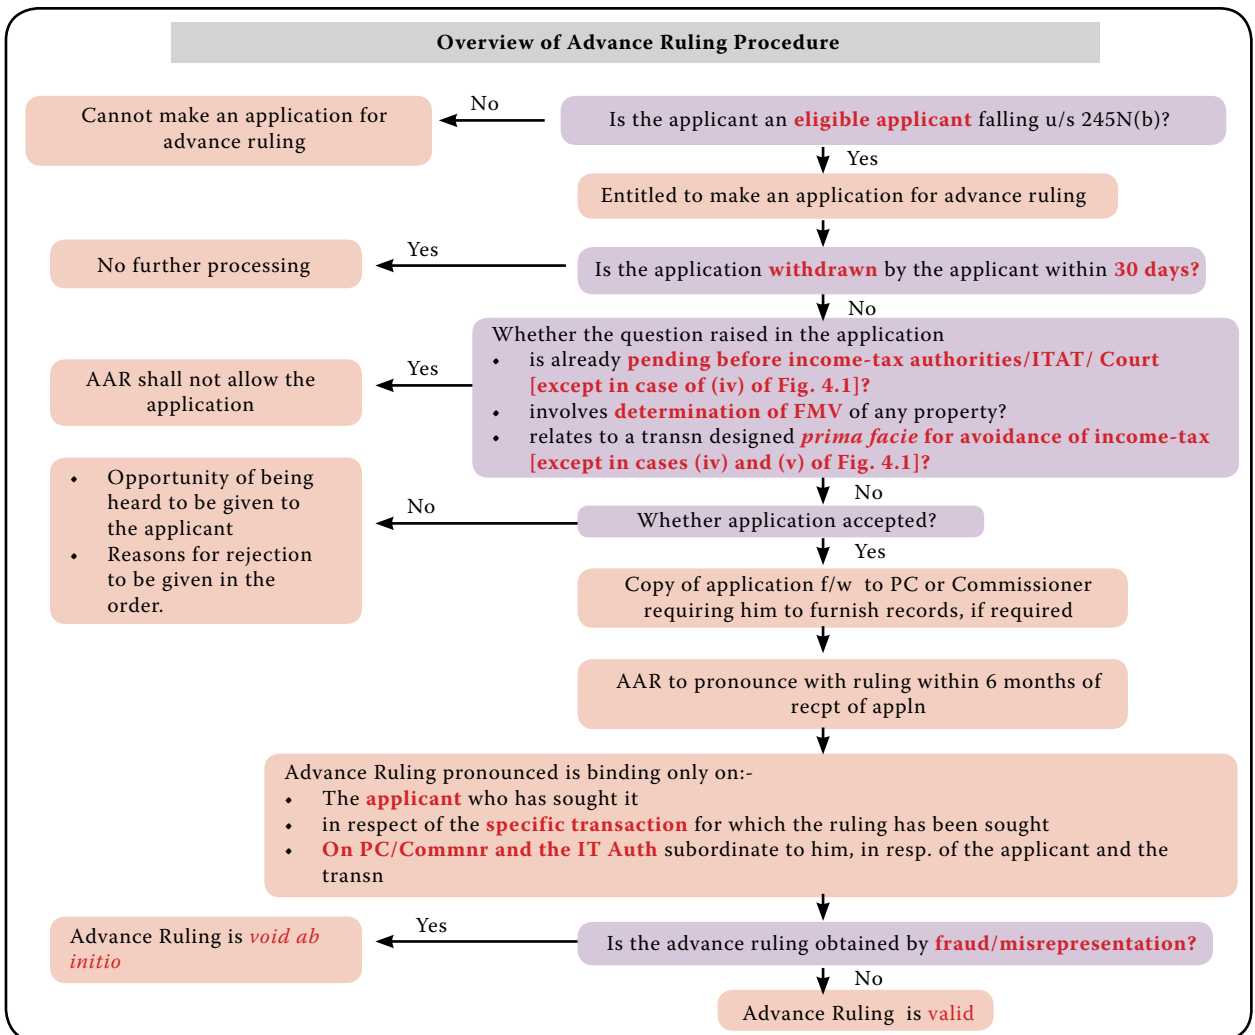 Overview of Advance Ruling Procedure
Is the applicant an eligible applicant falling u/s 245N(b)?
No
Cannot make an application for
advance ruling
Yes
Entitled to make an application for advance ruling
Is the application withdrawn by the applicant within 30 days?
Yes
No further processing
No
Whether the question raised in the application
• is already pending before income-tax authorities/ITAT/ Court
[except in case of (iv) of Fig. 4.1]?
• involves determination of FMV of any property?
• relates to a transn designed prima facie for avoidance of income-tax
[except in cases (iv) and (v) of Fig. 4.1]?
Yes
AAR shall not allow the
application
No
Whether application accepted?
No
• Opportunity of being
heard to be given to
the applicant
• Reasons for rejection
to be given in the
order.
Yes
Copy of application f/w to PC or Commissioner
requiring him to furnish records, if required
AAR to pronounce with ruling within 6 months of
recpt of appln
Advance Ruling pronounced is binding only on:-
• The applicant who has sought it
• in respect of the specific transaction for which the ruling has been sought
• On PC/Commnr and the IT Auth subordinate to him, in resp. of the applicant and the
transn
Is the advance ruling obtained by fraud/misrepresentation?
Yes
Advance Ruling is void ab
initio
No
Advance Ruling is valid